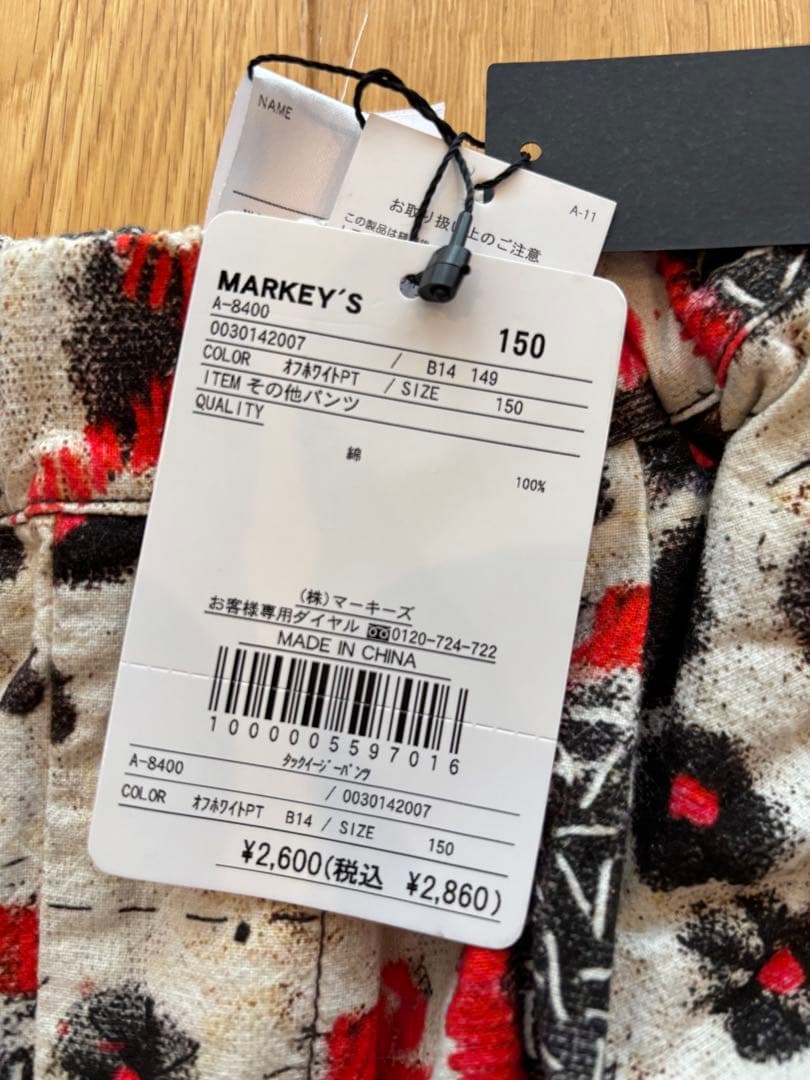 NAME
A-11
お取り扱い上のご注意
この製品は
MARKEY'S
A-8400
150
0030142007 / B14 149
COLOR オフホワイトPT / SIZE 150
ITEM その他パンツ
QUALITY
綿
100%
(株)マーキーズ
お客様専用ダイヤル 0120-724-722
MADE IN CHINA
1000005597016
タックイージーパンツ
A-8400 / 0030142007
COLOR オフホワイトPT B14 / SIZE 150
¥2,600(税込 ¥2,860)